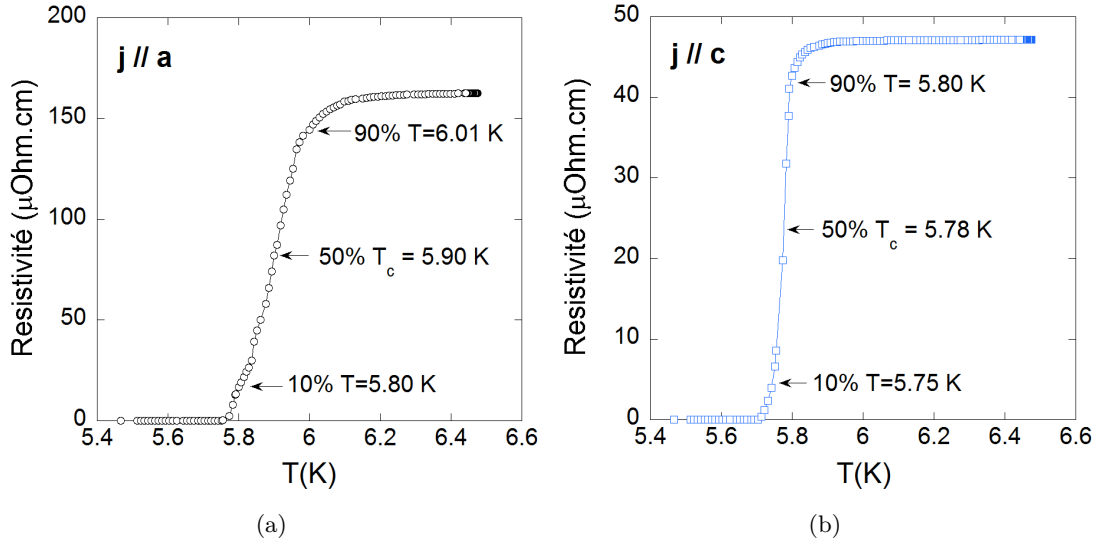 200
150
100
50
0
5.4 5.6 5.8 6 6.2 6.4 6.6
Resistivité (µOhm.cm)
T(K)
j // a
90% T=6.01 K
50% T_c = 5.90 K
10% T=5.80 K
(a)
50
40
30
20
10
0
5.4 5.6 5.8 6 6.2 6.4 6.6
Resistivité (µOhm.cm)
T(K)
j // c
90% T= 5.80 K
50% T_c = 5.78 K
10% T=5.75 K
(b)